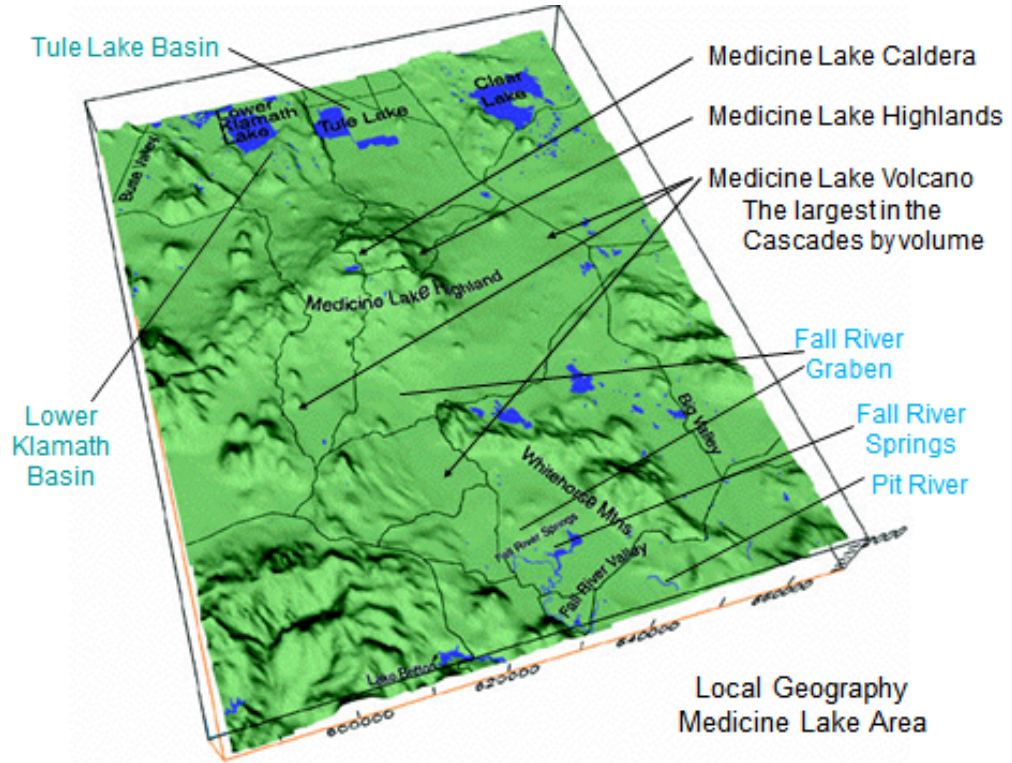 Tule Lake Basin
Medicine Lake Caldera
Medicine Lake Highlands
Medicine Lake Volcano
The largest in the
Cascades by volume
Fall River
Graben
Fall River
Springs
Pit River
Lower
Klamath
Basin
Lower
Klamath
Lake
Tule Lake
Clear
Lake
Butte Valley
Medicine Lake Highland
Big Valley
Whitehorse Mtns.
Fall River Springs
Fall River Valley
600000
620000
640000
660000
Local Geography
Medicine Lake Area